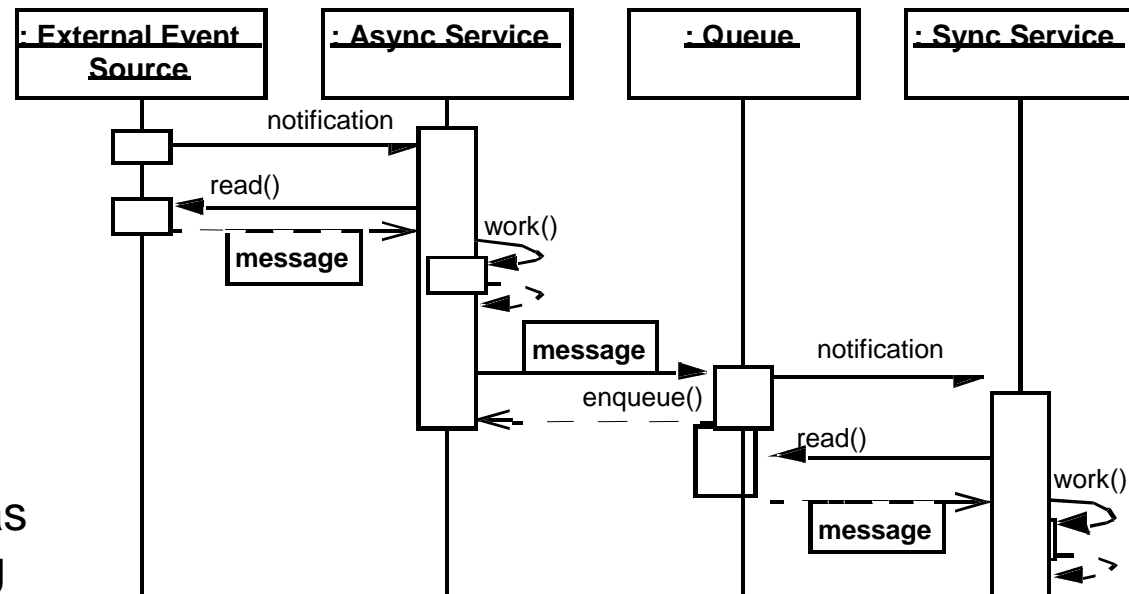 : External Event
Source
: Async Service
: Queue
: Sync Service
notification
read()
work()
message
message
notification
enqueue()
read()
work()
message